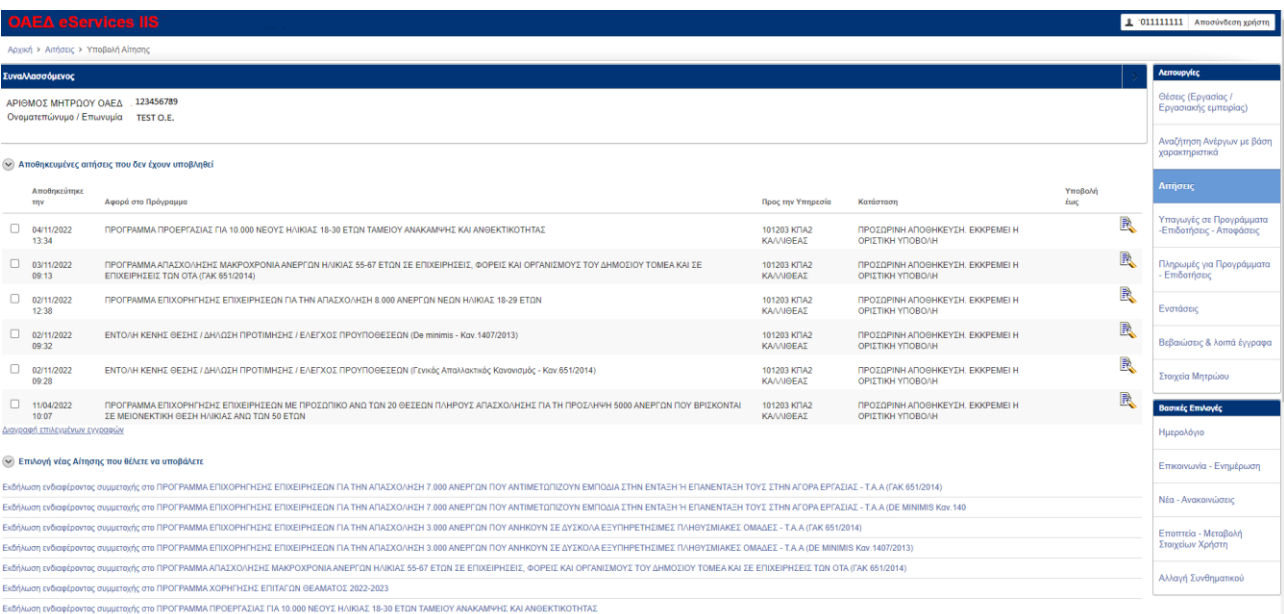 ΟΑΕΔ eServices IIS
011111111 Αποσύνδεση χρήστη
Αρχική > Αιτήσεις > Υποβολή Αίτησης
Συναλλασσόμενος
ΑΡΙΘΜΟΣ ΜΗΤΡΩΟΥ ΟΑΕΔ 123456789
Ονοματεπώνυμο / Επωνυμία TEST O.E.
Αποθηκευμένες αιτήσεις που δεν έχουν υποβληθεί
Αποθηκεύτηκε την Αφορά στο Πρόγραμμα Προς την Υπηρεσία Κατάσταση Υποβολή έως
04/11/2022 ΠΡΟΓΡΑΜΜΑ ΠΡΟΕΡΓΑΣΙΑΣ ΓΙΑ 10.000 ΝΕΟΥΣ ΗΛΙΚΙΑΣ 18-30 ΕΤΩΝ ΤΑΜΕΙΟΥ ΑΝΑΚΑΜΨΗΣ ΚΑΙ ΑΝΘΕΚΤΙΚΟΤΗΤΑΣ 101203 ΚΠΑ2 ΠΡΟΣΩΡΙΝΗ ΑΠΟΘΗΚΕΥΣΗ. ΕΚΚΡΕΜΕΙ Η
13:34 ΚΑΛΛΙΘΕΑΣ ΟΡΙΣΤΙΚΗ ΥΠΟΒΟΛΗ
03/11/2022 ΠΡΟΓΡΑΜΜΑ ΑΠΑΣΧΟΛΗΣΗΣ ΜΑΚΡΟΧΡΟΝΙΑ ΑΝΕΡΓΩΝ ΗΛΙΚΙΑΣ 55-67 ΕΤΩΝ ΣΕ ΕΠΙΧΕΙΡΗΣΕΙΣ, ΦΟΡΕΙΣ ΚΑΙ ΟΡΓΑΝΙΣΜΟΥΣ ΤΟΥ ΔΗΜΟΣΙΟΥ ΤΟΜΕΑ ΚΑΙ ΣΕ 101203 ΚΠΑ2 ΠΡΟΣΩΡΙΝΗ ΑΠΟΘΗΚΕΥΣΗ. ΕΚΚΡΕΜΕΙ Η
09:13 ΕΠΙΧΕΙΡΗΣΕΙΣ ΤΩΝ ΟΤΑ (ΓΑΚ 651/2014) ΚΑΛΛΙΘΕΑΣ ΟΡΙΣΤΙΚΗ ΥΠΟΒΟΛΗ
02/11/2022 ΠΡΟΓΡΑΜΜΑ ΕΠΙΧΟΡΗΓΗΣΗΣ ΕΠΙΧΕΙΡΗΣΕΩΝ ΓΙΑ ΤΗΝ ΑΠΑΣΧΟΛΗΣΗ 8.000 ΑΝΕΡΓΩΝ ΝΕΩΝ ΗΛΙΚΙΑΣ 18-29 ΕΤΩΝ 101203 ΚΠΑ2 ΠΡΟΣΩΡΙΝΗ ΑΠΟΘΗΚΕΥΣΗ. ΕΚΚΡΕΜΕΙ Η
12:38 ΚΑΛΛΙΘΕΑΣ ΟΡΙΣΤΙΚΗ ΥΠΟΒΟΛΗ
02/11/2022 ΕΝΤΟΛΗ ΚΕΝΗΣ ΘΕΣΗΣ / ΔΗΛΩΣΗ ΠΡΟΤΙΜΗΣΗΣ / ΕΛΕΓΧΟΣ ΠΡΟΥΠΟΘΕΣΕΩΝ (De minimis - Καν.1407/2013) 101203 ΚΠΑ2 ΠΡΟΣΩΡΙΝΗ ΑΠΟΘΗΚΕΥΣΗ. ΕΚΚΡΕΜΕΙ Η
09:32 ΚΑΛΛΙΘΕΑΣ ΟΡΙΣΤΙΚΗ ΥΠΟΒΟΛΗ
02/11/2022 ΕΝΤΟΛΗ ΚΕΝΗΣ ΘΕΣΗΣ / ΔΗΛΩΣΗ ΠΡΟΤΙΜΗΣΗΣ / ΕΛΕΓΧΟΣ ΠΡΟΥΠΟΘΕΣΕΩΝ (Γενικός Απαλλακτικός Κανονισμός - Καν.651/2014) 101203 ΚΠΑ2 ΠΡΟΣΩΡΙΝΗ ΑΠΟΘΗΚΕΥΣΗ. ΕΚΚΡΕΜΕΙ Η
09:28 ΚΑΛΛΙΘΕΑΣ ΟΡΙΣΤΙΚΗ ΥΠΟΒΟΛΗ
11/04/2022 ΠΡΟΓΡΑΜΜΑ ΕΠΙΧΟΡΗΓΗΣΗΣ ΕΠΙΧΕΙΡΗΣΕΩΝ ΜΕ ΠΡΟΣΩΠΙΚΟ ΑΝΩ ΤΩΝ 20 ΘΕΣΕΩΝ ΠΛΗΡΟΥΣ ΑΠΑΣΧΟΛΗΣΗΣ ΓΙΑ ΤΗ ΠΡΟΣΛΗΨΗ 5000 ΑΝΕΡΓΩΝ ΠΟΥ ΒΡΙΣΚΟΝΤΑΙ 101203 ΚΠΑ2 ΠΡΟΣΩΡΙΝΗ ΑΠΟΘΗΚΕΥΣΗ. ΕΚΚΡΕΜΕΙ Η
10:07 ΣΕ ΜΕΙΟΝΕΚΤΙΚΗ ΘΕΣΗ ΗΛΙΚΙΑΣ ΑΝΩ ΤΩΝ 50 ΕΤΩΝ ΚΑΛΛΙΘΕΑΣ ΟΡΙΣΤΙΚΗ ΥΠΟΒΟΛΗ
Διαγραφή επιλεγμένων εγγραφών
Επιλογή νέας Αίτησης που θέλετε να υποβάλετε
Εκδήλωση ενδιαφέροντος συμμετοχής στο ΠΡΟΓΡΑΜΜΑ ΕΠΙΧΟΡΗΓΗΣΗΣ ΕΠΙΧΕΙΡΗΣΕΩΝ ΓΙΑ ΤΗΝ ΑΠΑΣΧΟΛΗΣΗ 7.000 ΑΝΕΡΓΩΝ ΠΟΥ ΑΝΤΙΜΕΤΩΠΙΖΟΥΝ ΕΜΠΟΔΙΑ ΣΤΗΝ ΕΝΤΑΞΗ Ή ΕΠΑΝΕΝΤΑΞΗ ΤΟΥΣ ΣΤΗΝ ΑΓΟΡΑ ΕΡΓΑΣΙΑΣ - Τ.Α.Α (ΓΑΚ 651/2014)
Εκδήλωση ενδιαφέροντος συμμετοχής στο ΠΡΟΓΡΑΜΜΑ ΕΠΙΧΟΡΗΓΗΣΗΣ ΕΠΙΧΕΙΡΗΣΕΩΝ ΓΙΑ ΤΗΝ ΑΠΑΣΧΟΛΗΣΗ 7.000 ΑΝΕΡΓΩΝ ΠΟΥ ΑΝΤΙΜΕΤΩΠΙΖΟΥΝ ΕΜΠΟΔΙΑ ΣΤΗΝ ΕΝΤΑΞΗ Ή ΕΠΑΝΕΝΤΑΞΗ ΤΟΥΣ ΣΤΗΝ ΑΓΟΡΑ ΕΡΓΑΣΙΑΣ - Τ.Α.Α (DE MINIMIS Καν.140
Εκδήλωση ενδιαφέροντος συμμετοχής στο ΠΡΟΓΡΑΜΜΑ ΕΠΙΧΟΡΗΓΗΣΗΣ ΕΠΙΧΕΙΡΗΣΕΩΝ ΓΙΑ ΤΗΝ ΑΠΑΣΧΟΛΗΣΗ 3.000 ΑΝΕΡΓΩΝ ΠΟΥ ΑΝΗΚΟΥΝ ΣΕ ΔΥΣΚΟΛΑ ΕΞΥΠΗΡΕΤΗΣΙΜΕΣ ΠΛΗΘΥΣΜΙΑΚΕΣ ΟΜΑΔΕΣ - Τ.Α.Α (ΓΑΚ 651/2014)
Εκδήλωση ενδιαφέροντος συμμετοχής στο ΠΡΟΓΡΑΜΜΑ ΕΠΙΧΟΡΗΓΗΣΗΣ ΕΠΙΧΕΙΡΗΣΕΩΝ ΓΙΑ ΤΗΝ ΑΠΑΣΧΟΛΗΣΗ 3.000 ΑΝΕΡΓΩΝ ΠΟΥ ΑΝΗΚΟΥΝ ΣΕ ΔΥΣΚΟΛΑ ΕΞΥΠΗΡΕΤΗΣΙΜΕΣ ΠΛΗΘΥΣΜΙΑΚΕΣ ΟΜΑΔΕΣ - Τ.Α.Α (DE MINIMIS Καν.1407/2013)
Εκδήλωση ενδιαφέροντος συμμετοχής στο ΠΡΟΓΡΑΜΜΑ ΑΠΑΣΧΟΛΗΣΗΣ ΜΑΚΡΟΧΡΟΝΙΑ ΑΝΕΡΓΩΝ ΗΛΙΚΙΑΣ 55-67 ΕΤΩΝ ΣΕ ΕΠΙΧΕΙΡΗΣΕΙΣ, ΦΟΡΕΙΣ ΚΑΙ ΟΡΓΑΝΙΣΜΟΥΣ ΤΟΥ ΔΗΜΟΣΙΟΥ ΤΟΜΕΑ ΚΑΙ ΣΕ ΕΠΙΧΕΙΡΗΣΕΙΣ ΤΩΝ ΟΤΑ (ΓΑΚ 651/2014)
Εκδήλωση ενδιαφέροντος συμμετοχής στο ΠΡΟΓΡΑΜΜΑ ΧΟΡΗΓΗΣΗΣ ΕΠΙΤΑΓΩΝ ΘΕΑΜΑΤΟΣ 2022-2023
Εκδήλωση ενδιαφέροντος συμμετοχής στο ΠΡΟΓΡΑΜΜΑ ΠΡΟΕΡΓΑΣΙΑΣ ΓΙΑ 10.000 ΝΕΟΥΣ ΗΛΙΚΙΑΣ 18-30 ΕΤΩΝ ΤΑΜΕΙΟΥ ΑΝΑΚΑΜΨΗΣ ΚΑΙ ΑΝΘΕΚΤΙΚΟΤΗΤΑΣ
Λειτουργίες
Θέσεις (Εργασίας /
Εργασιακής εμπειρίας)
Αναζήτηση Ανέργων με βάση
χαρακτηριστικά
Αιτήσεις
Υπαγωγές σε Προγράμματα
-Επιδοτήσεις - Αποφάσεις
Πληρωμές για Προγράμματα
- Επιδοτήσεις
Ενστάσεις
Βεβαιώσεις & λοιπά έγγραφα
Στοιχεία Μητρώου
Βασικές Επιλογές
Ημερολόγιο
Επικοινωνία - Ενημέρωση
Νέα - Ανακοινώσεις
Εποπτεία - Μεταβολή
Στοιχείων Χρήστη
Αλλαγή Συνθηματικού